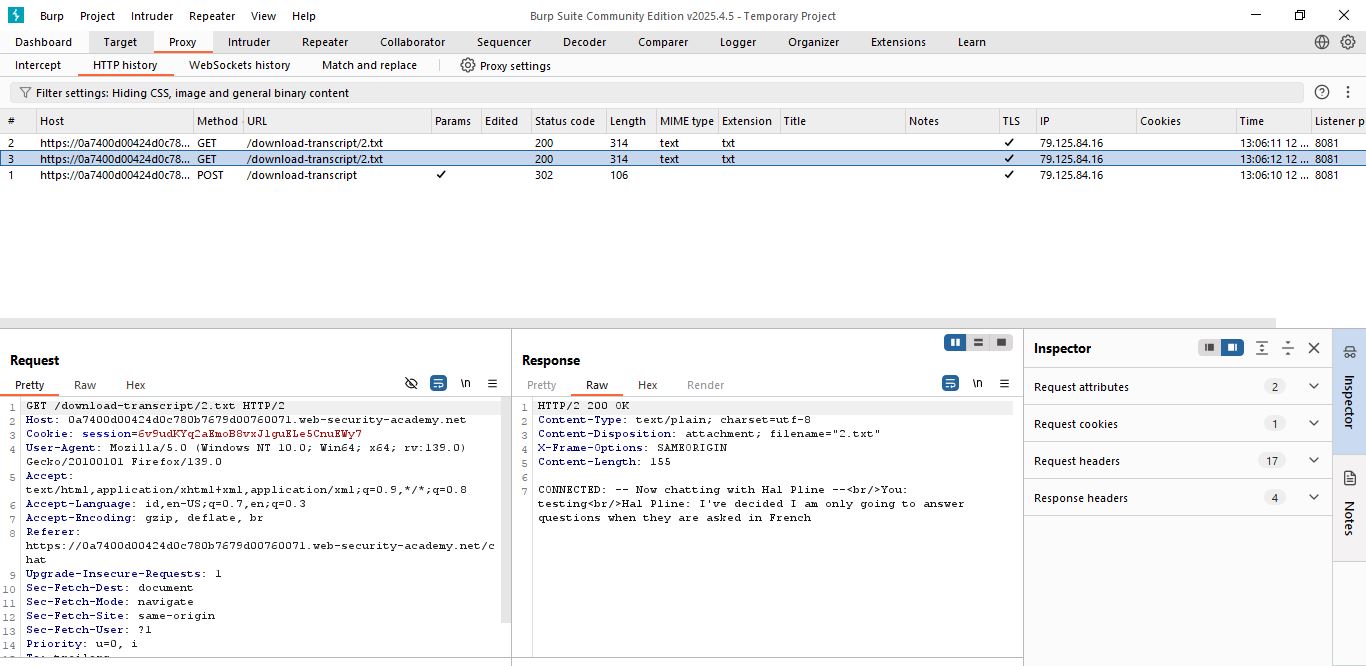 Burp Project Intruder Repeater View Help Burp Suite Community Edition v2025.4.5 - Temporary Project
Dashboard Target Proxy Intruder Repeater Collaborator Sequencer Decoder Comparer Logger Organizer Extensions Learn
Intercept HTTP history WebSockets history Match and replace Proxy settings
Filter settings: Hiding CSS, image and general binary content
# Host Method URL Params Edited Status code Length MIME type Extension Title Notes TLS IP Cookies Time Listener p
2 https://0a7400d00424d0c78... GET /download-transcript/2.txt 200 314 text txt ✓ 79.125.84.16 13:06:11 12 ... 8081
3 https://0a7400d00424d0c78... GET /download-transcript/2.txt 200 314 text txt ✓ 79.125.84.16 13:06:12 12 ... 8081
1 https://0a7400d00424d0c78... POST /download-transcript ✓ 302 106 ✓ 79.125.84.16 13:06:10 12 ... 8081
Request
Pretty Raw Hex \n
1 GET /download-transcript/2.txt HTTP/2
2 Host: 0a7400d00424d0c780b7679d00760071.web-security-academy.net
3 Cookie: session=6v9udKYq2aEmoB8vxJlguELe5CnuEWy7
4 User-Agent: Mozilla/5.0 (Windows NT 10.0; Win64; x64; rv:139.0)
Gecko/20100101 Firefox/139.0
5 Accept:
text/html,application/xhtml+xml,application/xml;q=0.9,*/*;q=0.8
6 Accept-Language: id,en-US;q=0.7,en;q=0.3
7 Accept-Encoding: gzip, deflate, br
8 Referer:
https://0a7400d00424d0c780b7679d00760071.web-security-academy.net/c
hat
9 Upgrade-Insecure-Requests: 1
10 Sec-Fetch-Dest: document
11 Sec-Fetch-Mode: navigate
12 Sec-Fetch-Site: same-origin
13 Sec-Fetch-User: ?1
14 Priority: u=0, i
Response
Pretty Raw Hex Render \n
1 HTTP/2 200 OK
2 Content-Type: text/plain; charset=utf-8
3 Content-Disposition: attachment; filename="2.txt"
4 X-Frame-Options: SAMEORIGIN
5 Content-Length: 155
6
7 CONNECTED: -- Now chatting with Hal Pline --<br/>You:
testing<br/>Hal Pline: I've decided I am only going to answer
questions when they are asked in French
Inspector
Request attributes 2
Request cookies 1
Request headers 17
Response headers 4
Inspector
Notes